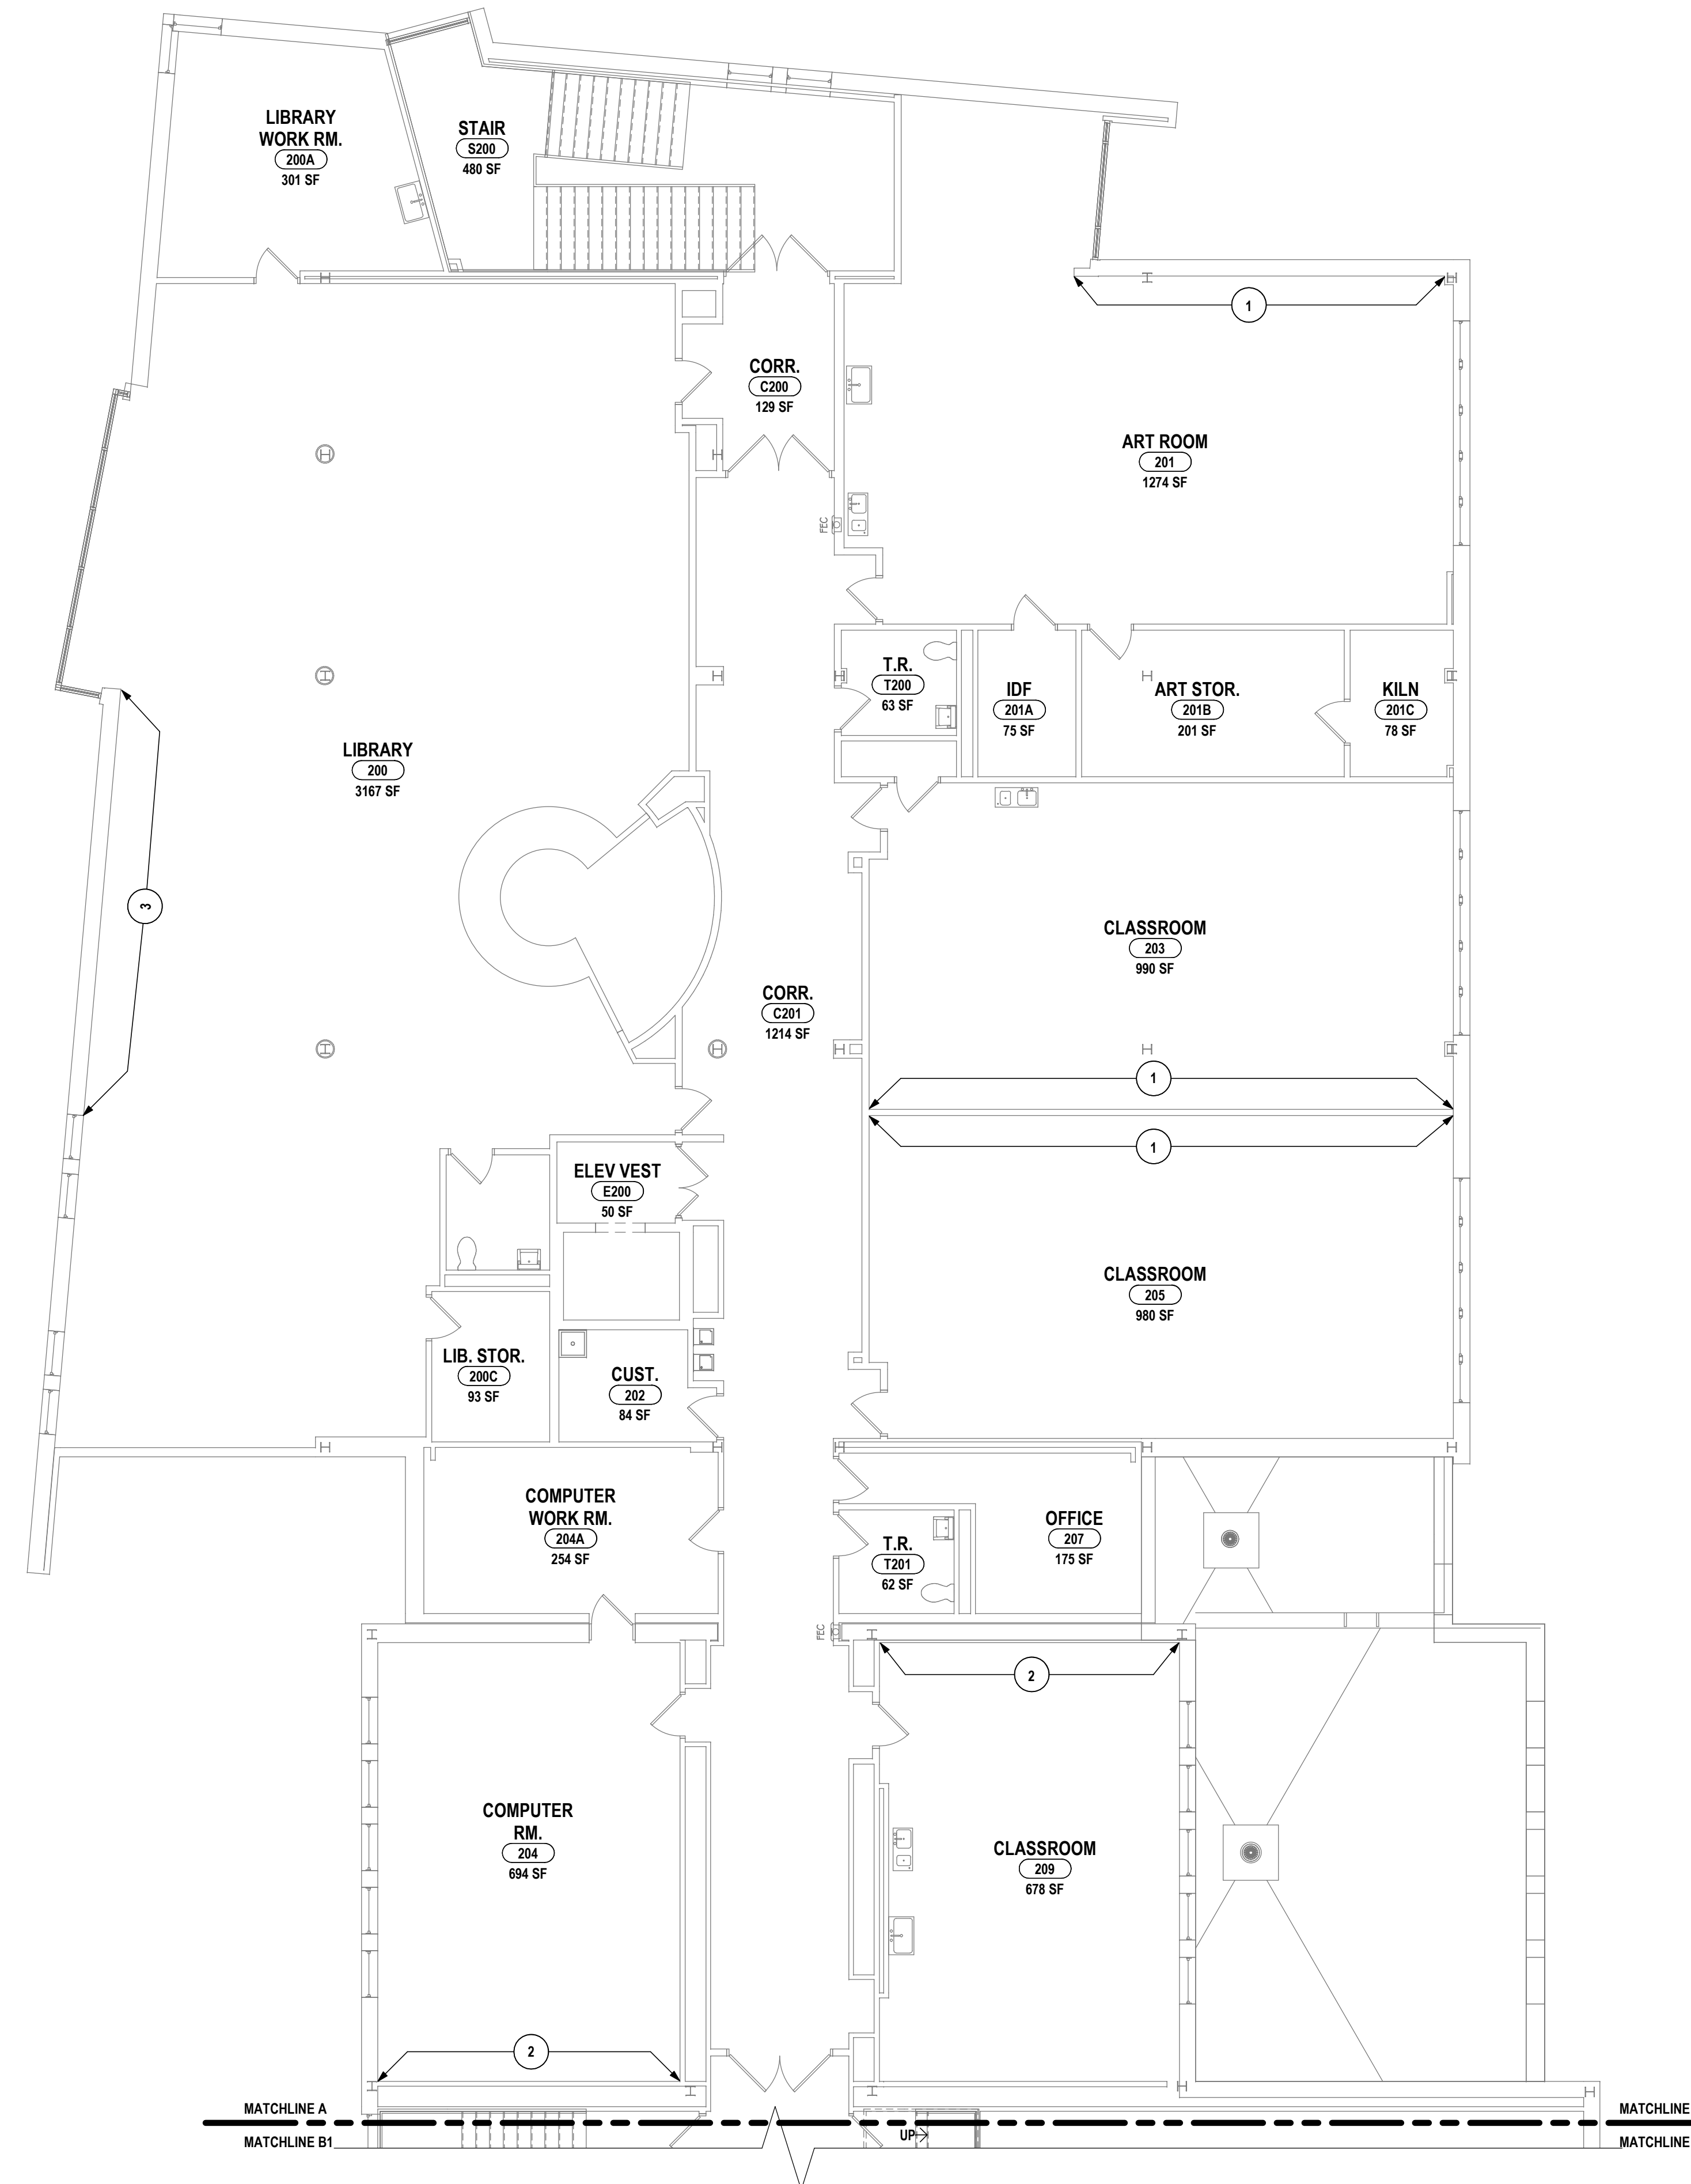 LIBRARY
WORK RM.
200A
301 SF
STAIR
S200
480 SF
1
CORR.
C200
129 SF
ART ROOM
201
1274 SF
FEC
T.R.
T200
63 SF
IDF
201A
75 SF
ART STOR.
201B
201 SF
KILN
201C
78 SF
LIBRARY
200
3167 SF
3
CLASSROOM
203
990 SF
CORR.
C201
1214 SF
1
1
ELEV VEST
E200
50 SF
CLASSROOM
205
980 SF
LIB. STOR.
200C
93 SF
CUST.
202
84 SF
COMPUTER
WORK RM.
204A
254 SF
T.R.
T201
62 SF
OFFICE
207
175 SF
FEC
2
COMPUTER
RM.
204
694 SF
CLASSROOM
209
678 SF
2
MATCHLINE A
MATCHLINE
UP
MATCHLINE B1
MATCHLINE